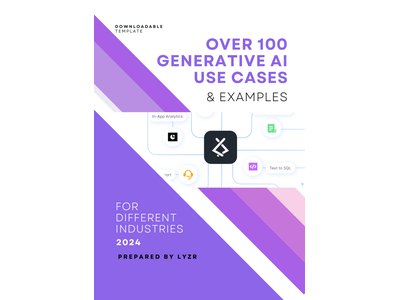 DOWNLOADABLE
TEMPLATE
OVER 100
GENERATIVE AI
USE CASES
& EXAMPLES
In-App Analytics
Text to SQL
FOR
DIFFERENT
INDUSTRIES
2024
PREPARED BY LYZR